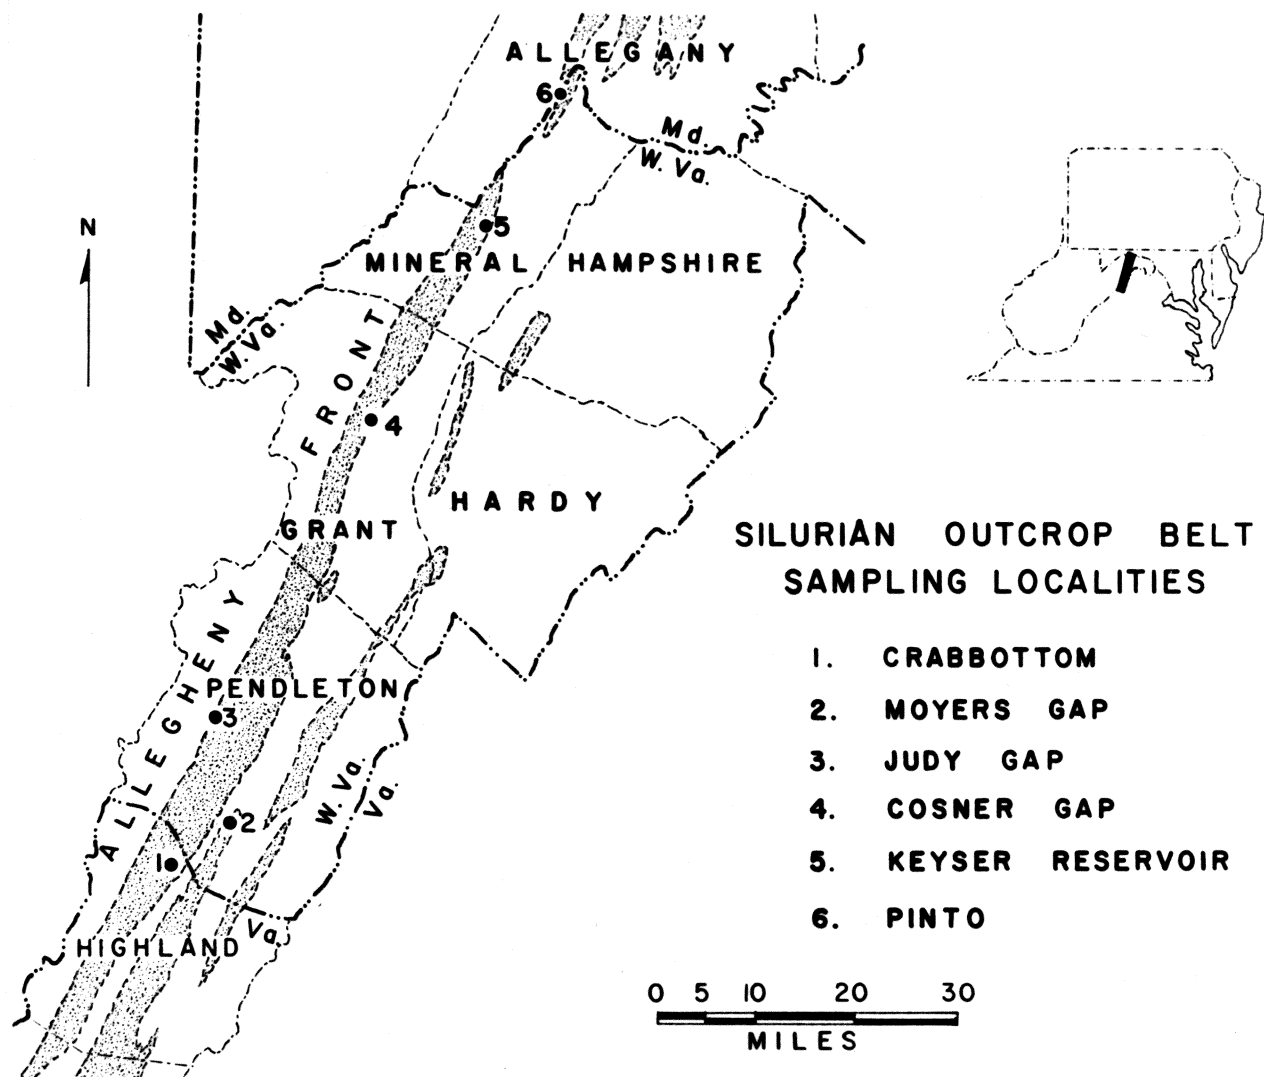 ALLEGANY
6
Md.
W. Va.
N
5
MINERAL HAMPSHIRE
Md.
W. Va.
FRONT
4
HARDY
GRANT
SILURIAN OUTCROP BELT
SAMPLING LOCALITIES
ALLEGHENY
PENDLETON
3
1. CRABBOTTOM
2. MOYERS GAP
3. JUDY GAP
4. COSNER GAP
5. KEYSER RESERVOIR
6. PINTO
W. Va.
Va.
2
1
Va.
HIGHLAND
0 5 10 20 30
MILES